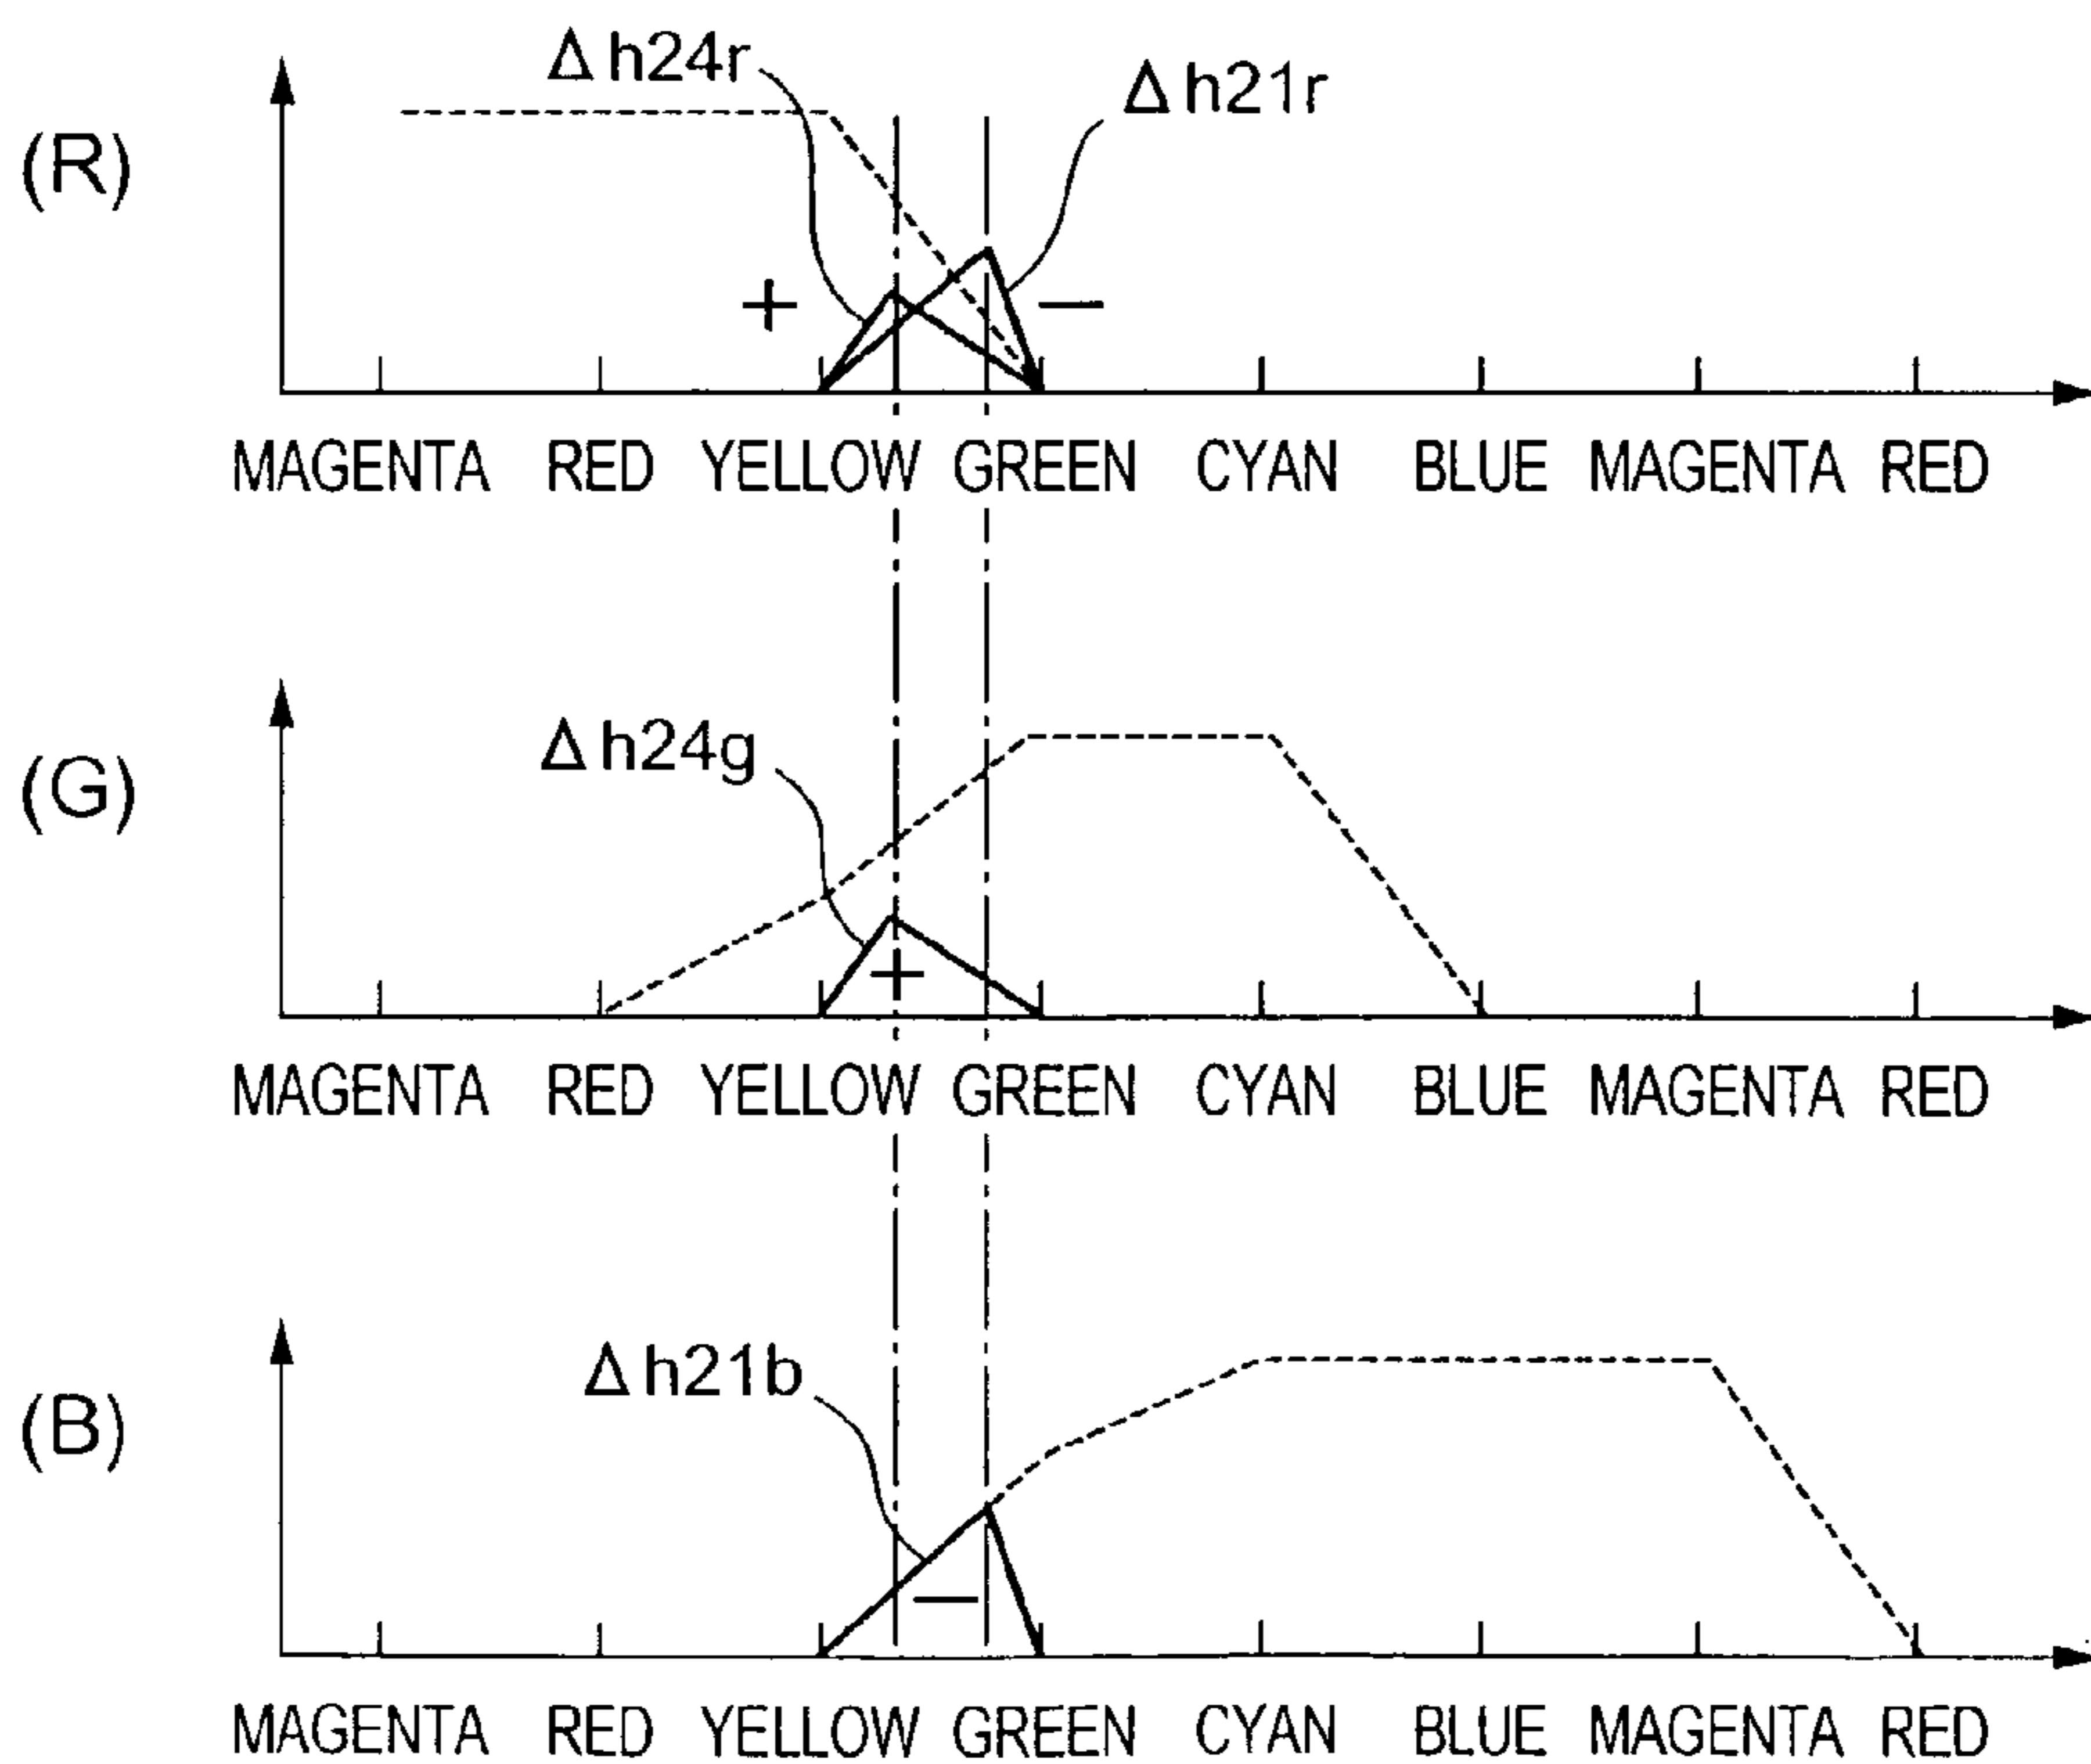 Δh24r
Δh21r
(R)
+
−
MAGENTA RED YELLOW GREEN CYAN BLUE MAGENTA RED
Δh24g
(G)
+
MAGENTA RED YELLOW GREEN CYAN BLUE MAGENTA RED
Δh21b
(B)
−
MAGENTA RED YELLOW GREEN CYAN BLUE MAGENTA RED